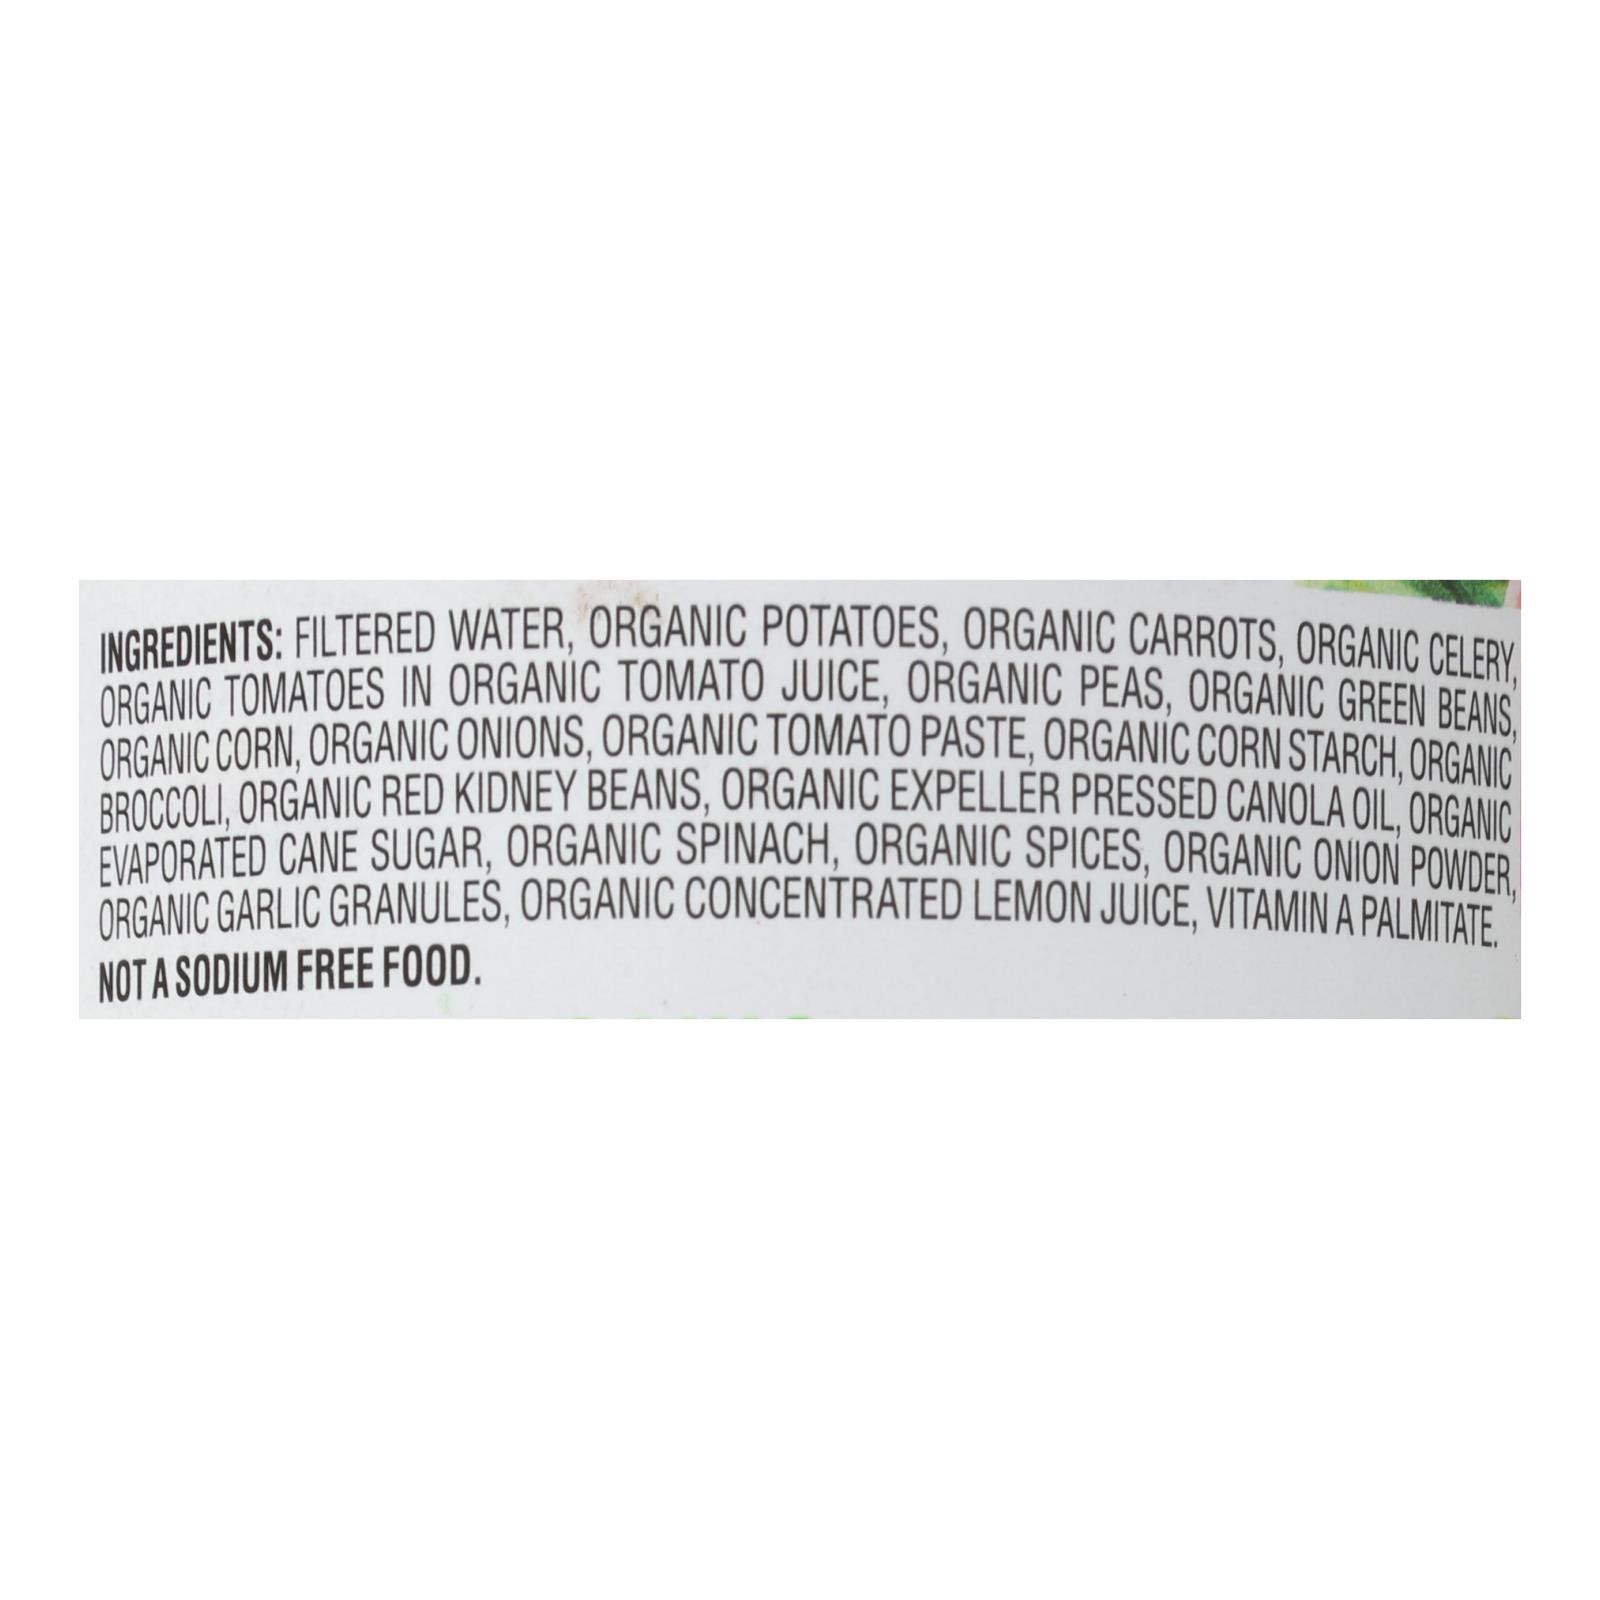 INGREDIENTS: FILTERED WATER, ORGANIC POTATOES, ORGANIC CARROTS, ORGANIC CELERY,
ORGANIC TOMATOES IN ORGANIC TOMATO JUICE, ORGANIC PEAS, ORGANIC GREEN BEANS,
ORGANIC CORN, ORGANIC ONIONS, ORGANIC TOMATO PASTE, ORGANIC CORN STARCH, ORGANIC
BROCCOLI, ORGANIC RED KIDNEY BEANS, ORGANIC EXPELLER PRESSED CANOLA OIL, ORGANIC
EVAPORATED CANE SUGAR, ORGANIC SPINACH, ORGANIC SPICES, ORGANIC ONION POWDER,
ORGANIC GARLIC GRANULES, ORGANIC CONCENTRATED LEMON JUICE, VITAMIN A PALMITATE.
NOT A SODIUM FREE FOOD.